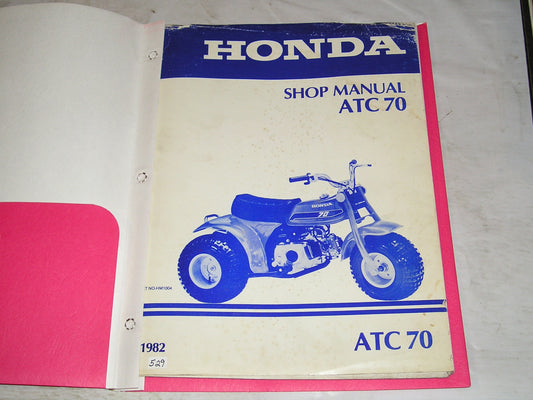 HONDA
SHOP MANUAL
ATC 70
HONDA
70
T NO.HM1004
1982
529
ATC 70